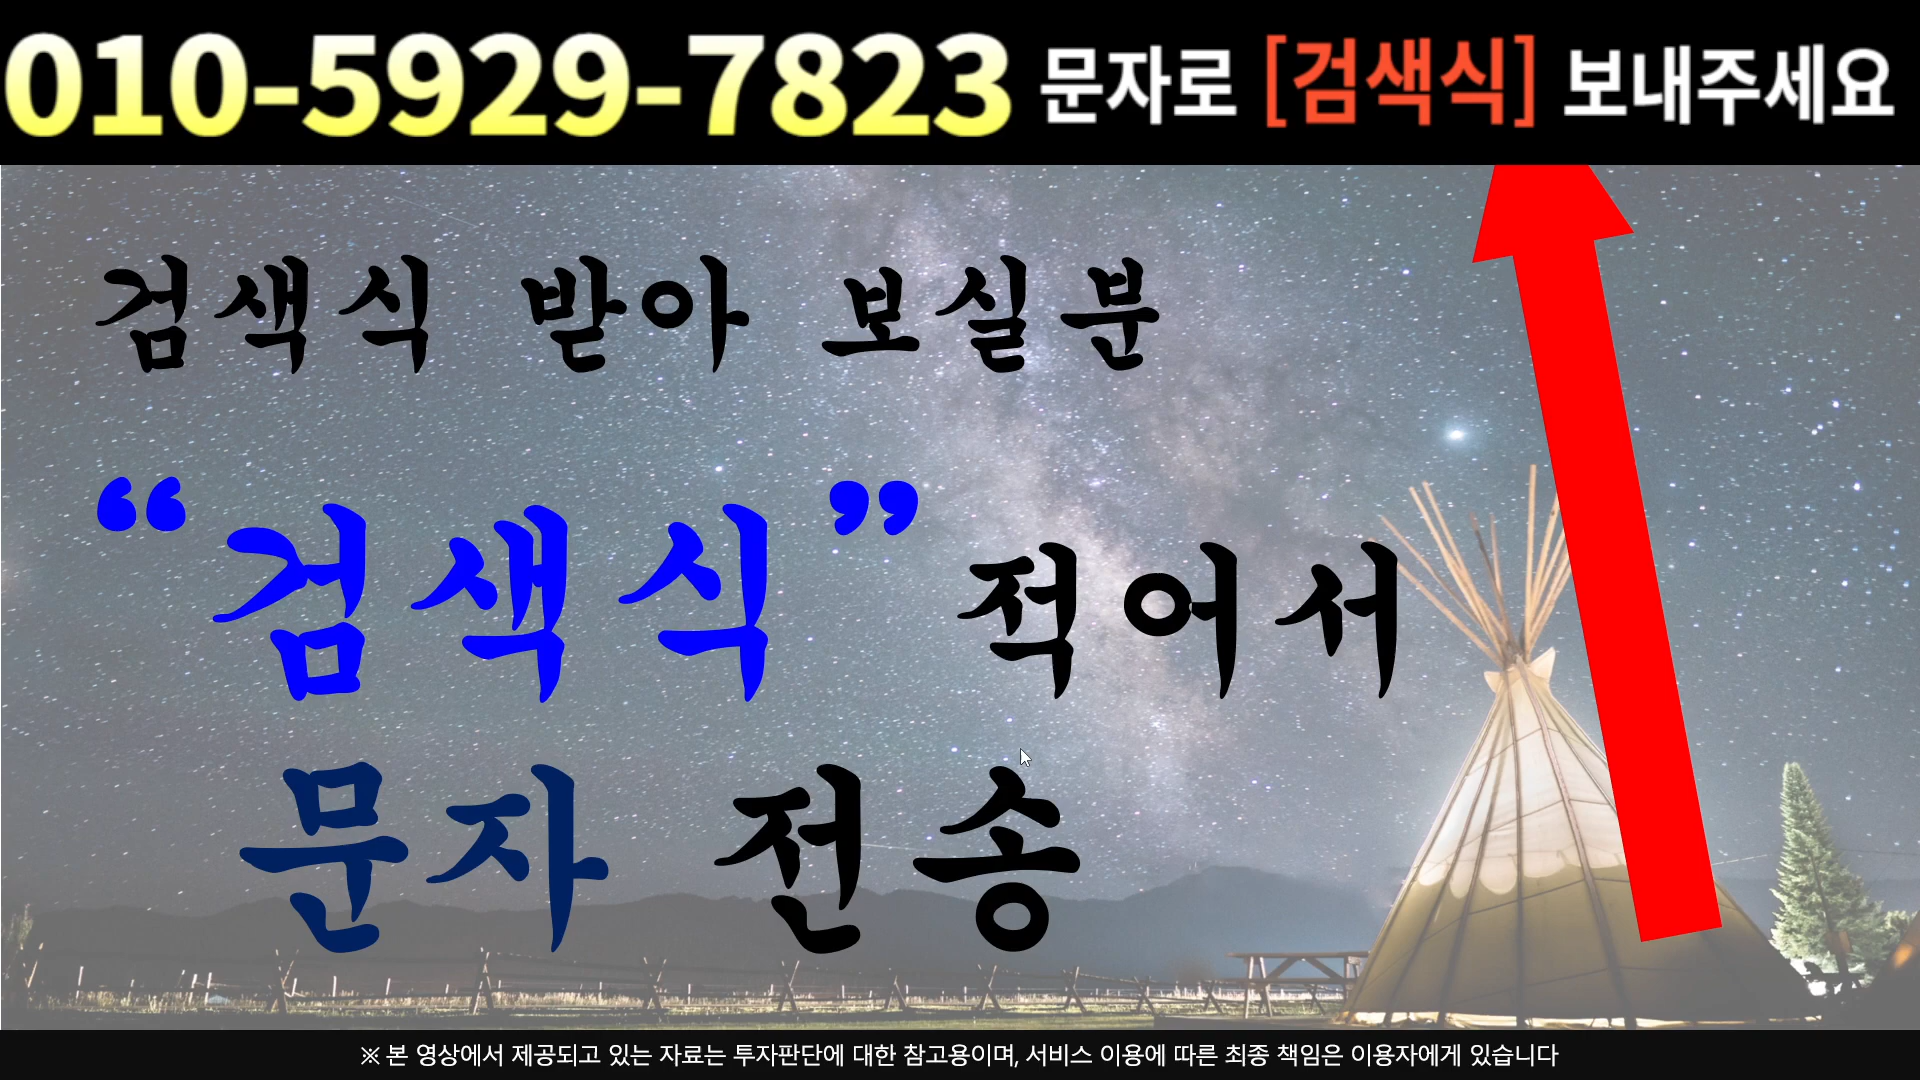 010-5929-7823 문자로 [검색식] 보내주세요
검색식 받아 보실분
“검색식” 적어서
문자 전송
※ 본 영상에서 제공되고 있는 자료는 투자판단에 대한 참고용이며, 서비스 이용에 따른 최종 책임은 이용자에게 있습니다